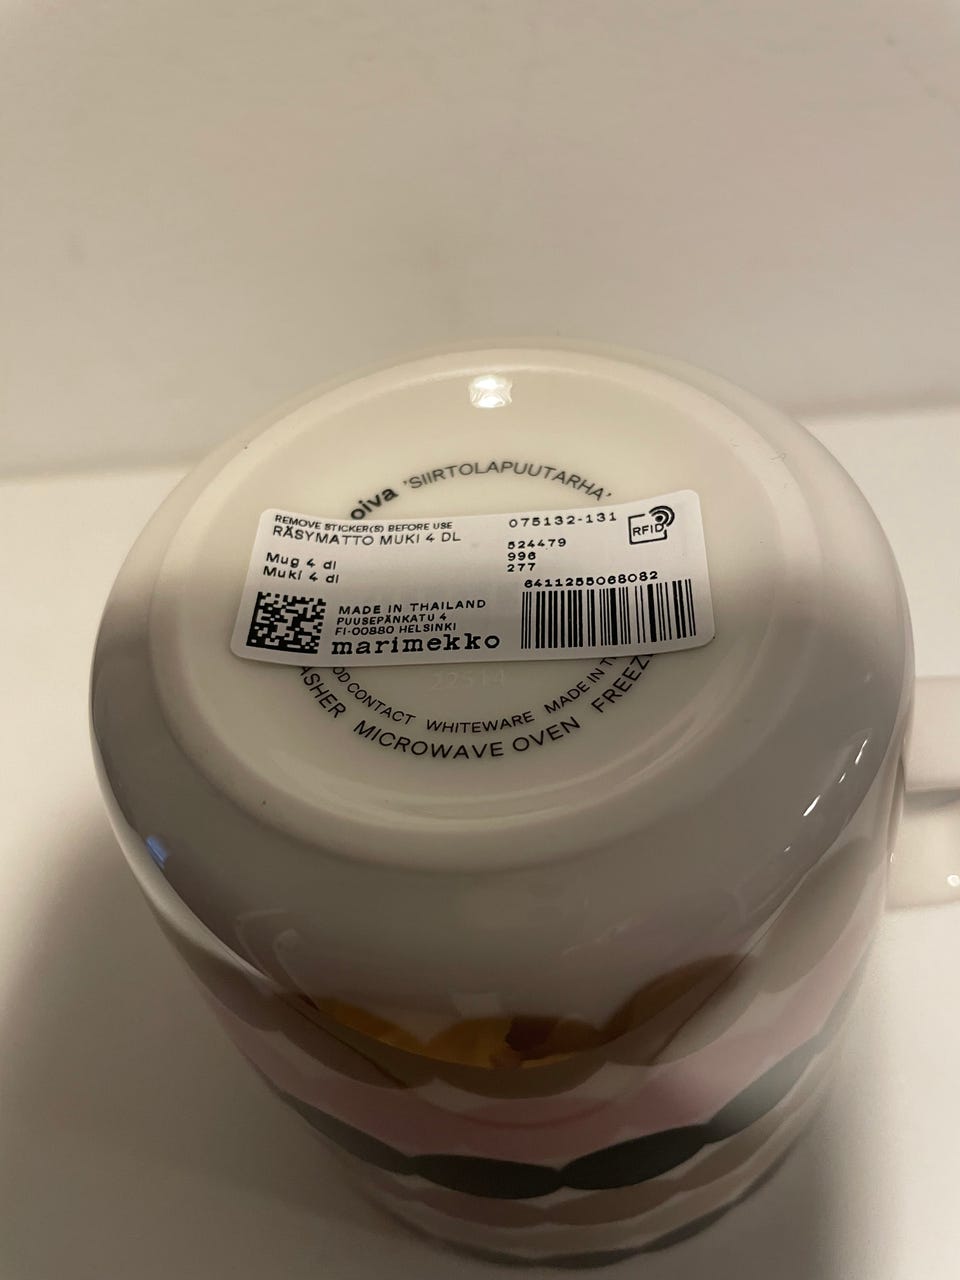 oiva 'SIIRTOLAPUUTARHA'
REMOVE STICKER(S) BEFORE USE
RÄSYMATTO MUKI 4 DL
Mug 4 dl
Muki 4 dl
MADE IN THAILAND
PUUSEPÄNKATU 4
FI-00880 HELSINKI
marimekko
075132-131
RFID
524479
996
277
6411255068082
CONTACT WHITEWARE MADE IN
MICROWAVE OVEN